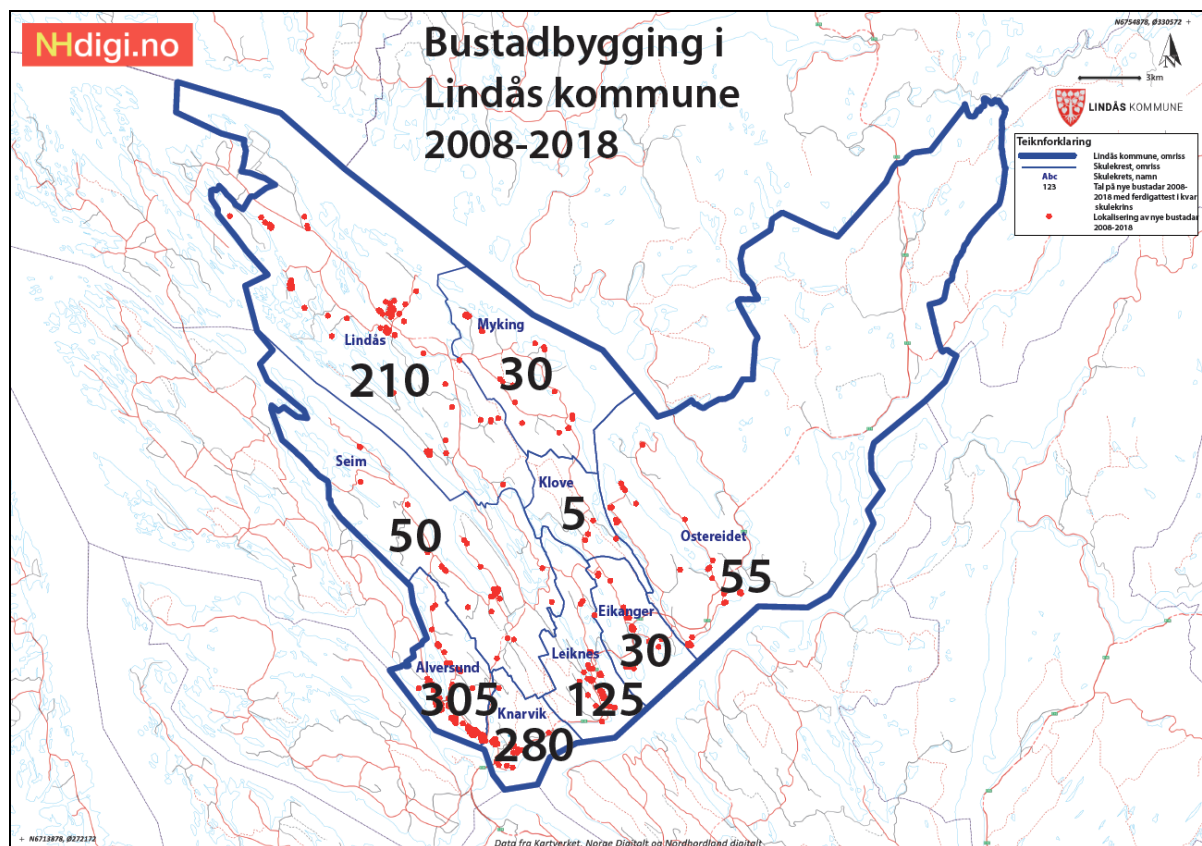 NHdigi.no
Bustadbygging i
Lindås kommune
2008-2018
N6754878, Ø330572
N
3km
LINDÅS KOMMUNE
Teiknforklaring
Lindås kommune, omriss
Skulekrest, omriss
Abc Skulekrets, namn
123 Tal på nye bustadar 2008-
2018 med ferdigattest i kvar
skulekrins
Lokalisering av nye bustadar
2008-2018
Myking
Lindås
30
210
Seim
Klove
5
50
Ostereidet
55
Eikanger
30
Leiknes
Alversund
125
305
Knarvik
280
N6713878, Ø272172
Data fra Kartverket, Norge Digitalt og Nordhordland digitalt